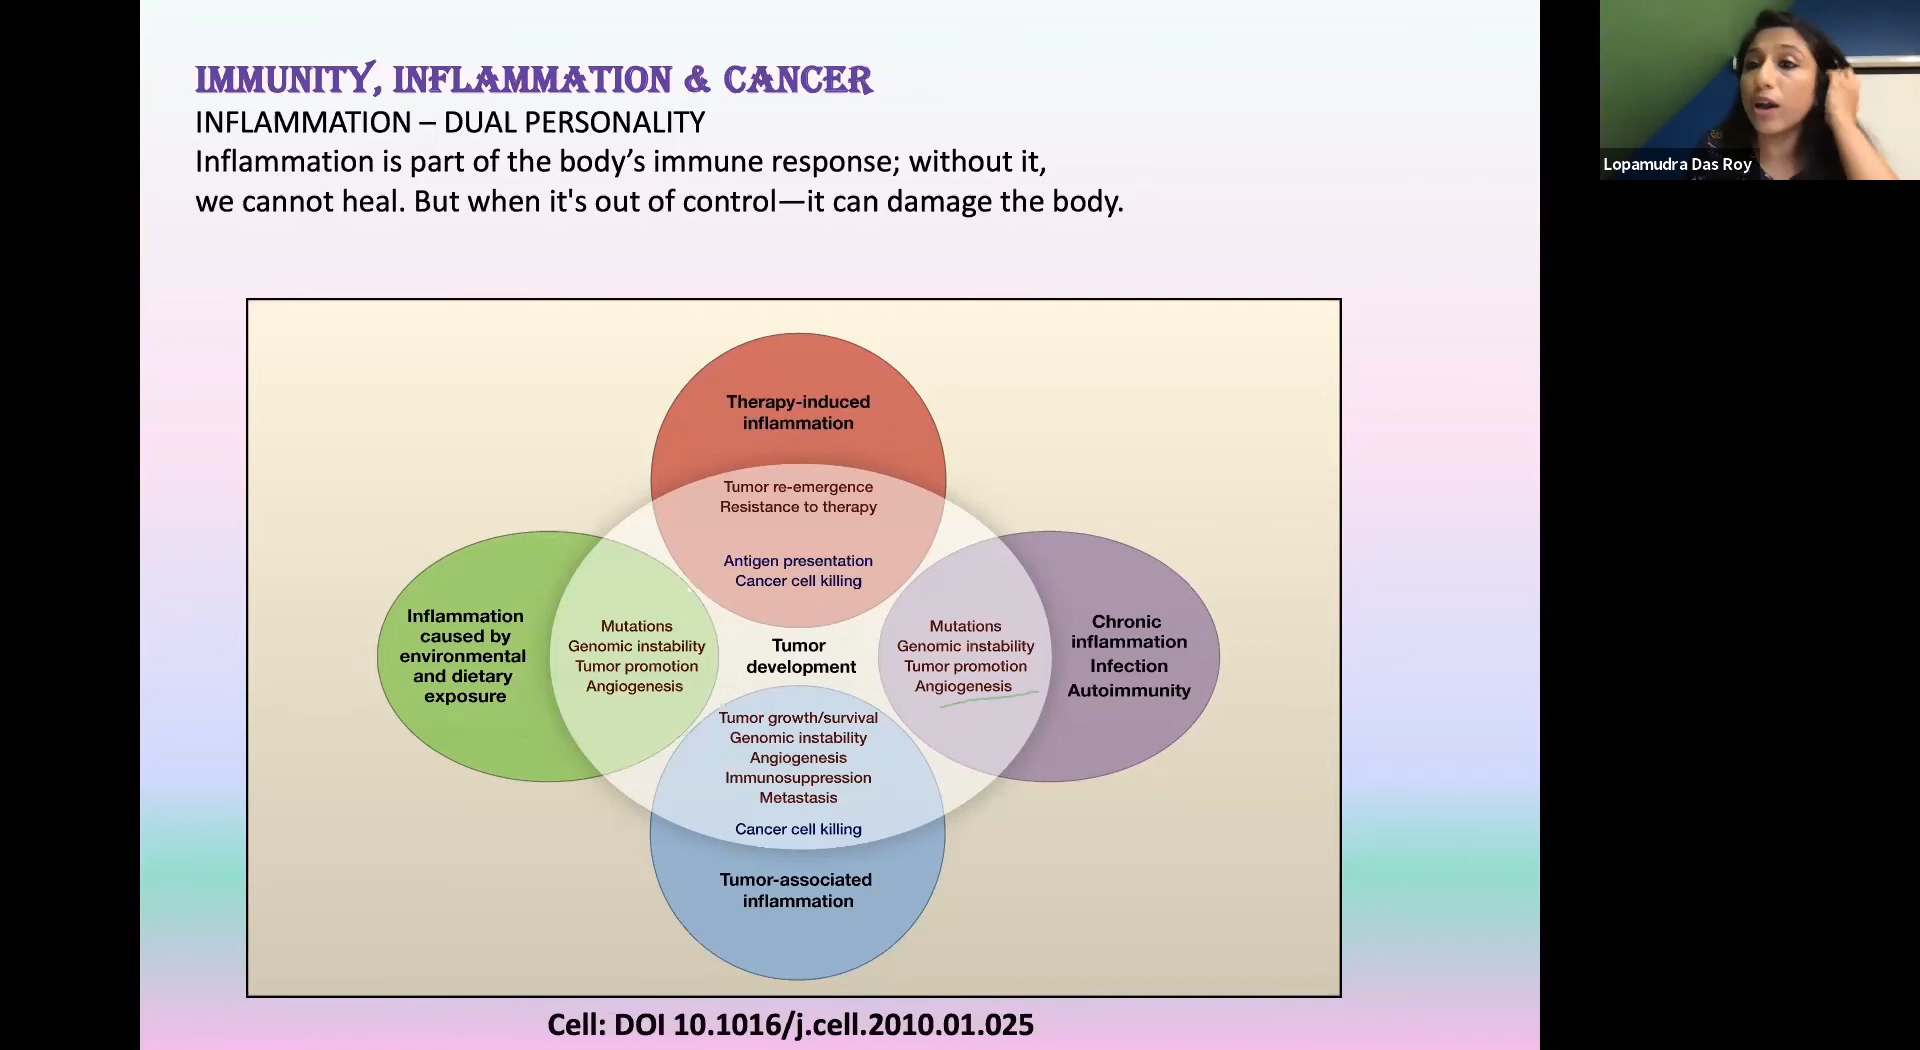 IMMUNITY, INFLAMMATION & CANCER
INFLAMMATION – DUAL PERSONALITY
Inflammation is part of the body’s immune response; without it,
we cannot heal. But when it's out of control—it can damage the body.
Lopamudra Das Roy
Therapy-induced
inflammation
Tumor re-emergence
Resistance to therapy
Antigen presentation
Cancer cell killing
Inflammation
caused by
environmental
and dietary
exposure
Mutations
Genomic instability
Tumor promotion
Angiogenesis
Tumor
development
Mutations
Genomic instability
Tumor promotion
Angiogenesis
Chronic
inflammation
Infection
Autoimmunity
Tumor growth/survival
Genomic instability
Angiogenesis
Immunosuppression
Metastasis
Cancer cell killing
Tumor-associated
inflammation
Cell: DOI 10.1016/j.cell.2010.01.025